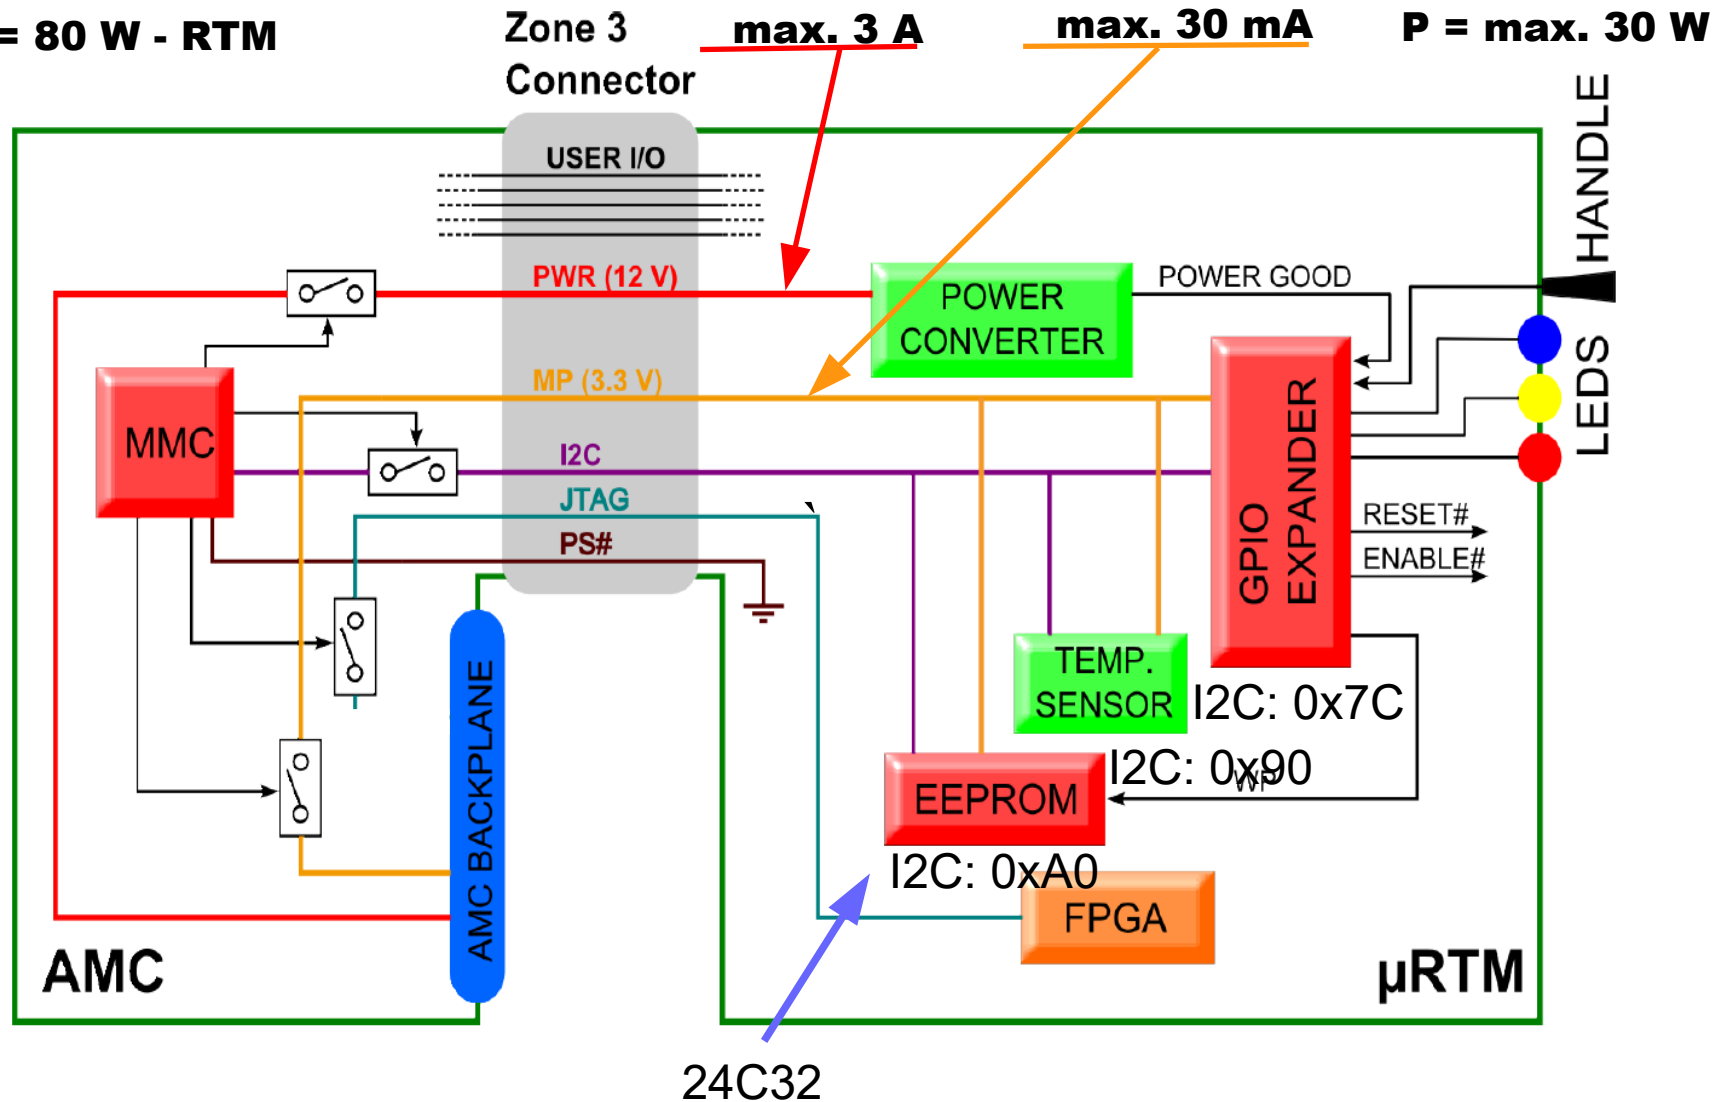 = 80 W - RTM
Zone 3
Connector
max. 3 A
max. 30 mA
P = max. 30 W
HANDLE
USER I/O
PWR (12 V)
POWER
CONVERTER
POWER GOOD
LEDS
MP (3.3 V)
MMC
I2C
JTAG
PS#
GPIO
EXPANDER
RESET#
ENABLE#
TEMP.
SENSOR
I2C: 0x7C
I2C: 0x90
WP
EEPROM
I2C: 0xA0
FPGA
AMC BACKPLANE
AMC
µRTM
24C32